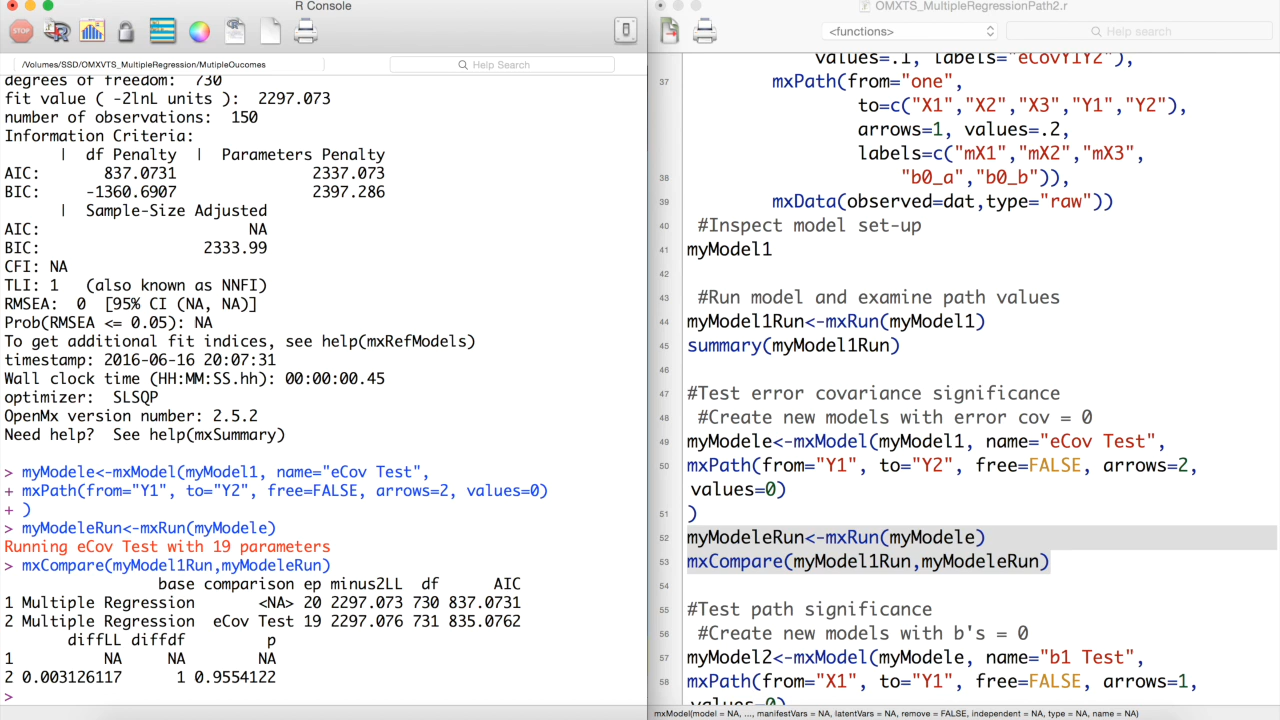 R Console
STOP
/Volumes/SSD/OMXVTS_MultipleRegression/MutipleOucomes
Help Search
degrees of freedom:  730
fit value ( -2lnL units ):  2297.073
number of observations:  150
Information Criteria:
|  df Penalty  |  Parameters Penalty
AIC:       837.0731               2337.073
BIC:     -1360.6907               2397.286
|  Sample-Size Adjusted
AIC:                     NA
BIC:                2333.99
CFI: NA
TLI: 1   (also known as NNFI)
RMSEA:  0  [95% CI (NA, NA)]
Prob(RMSEA <= 0.05): NA
To get additional fit indices, see help(mxRefModels)
timestamp: 2016-06-16 20:07:31
Wall clock time (HH:MM:SS.hh): 00:00:00.45
optimizer:  SLSQP
OpenMx version number: 2.5.2
Need help?  See help(mxSummary)
> myModele<-mxModel(myModel1, name="eCov Test",
+ mxPath(from="Y1", to="Y2", free=FALSE, arrows=2, values=0)
+ )
> myModeleRun<-mxRun(myModele)
Running eCov Test with 19 parameters
> mxCompare(myModel1Run,myModeleRun)
base comparison ep minus2LL  df      AIC
1 Multiple Regression       <NA> 20 2297.073 730 837.0731
2 Multiple Regression  eCov Test 19 2297.076 731 835.0762
diffLL diffdf         p
1          NA     NA        NA
2 0.003126117      1 0.9554122
>
OMXTS_MultipleRegressionPath2.r
<functions>
Help search
values=.1, labels="eCovY1Y2"),
37 mxPath(from="one",
to=c("X1","X2","X3","Y1","Y2"),
arrows=1, values=.2,
labels=c("mX1","mX2","mX3",
38 "b0_a","b0_b")),
39 mxData(observed=dat,type="raw"))
40 #Inspect model set-up
41 myModel1
42
43 #Run model and examine path values
44 myModel1Run<-mxRun(myModel1)
45 summary(myModel1Run)
46
47 #Test error covariance significance
48 #Create new models with error cov = 0
49 myModele<-mxModel(myModel1, name="eCov Test",
50 mxPath(from="Y1", to="Y2", free=FALSE, arrows=2,
values=0)
51 )
52 myModeleRun<-mxRun(myModele)
53 mxCompare(myModel1Run,myModeleRun)
54
55 #Test path significance
56 #Create new models with b's = 0
57 myModel2<-mxModel(myModele, name="b1 Test",
58 mxPath(from="X1", to="Y1", free=FALSE, arrows=1,
values=0)
mxModel(model = NA, ..., manifestVars = NA, latentVars = NA, remove = FALSE, independent = NA, type = NA, name = NA)